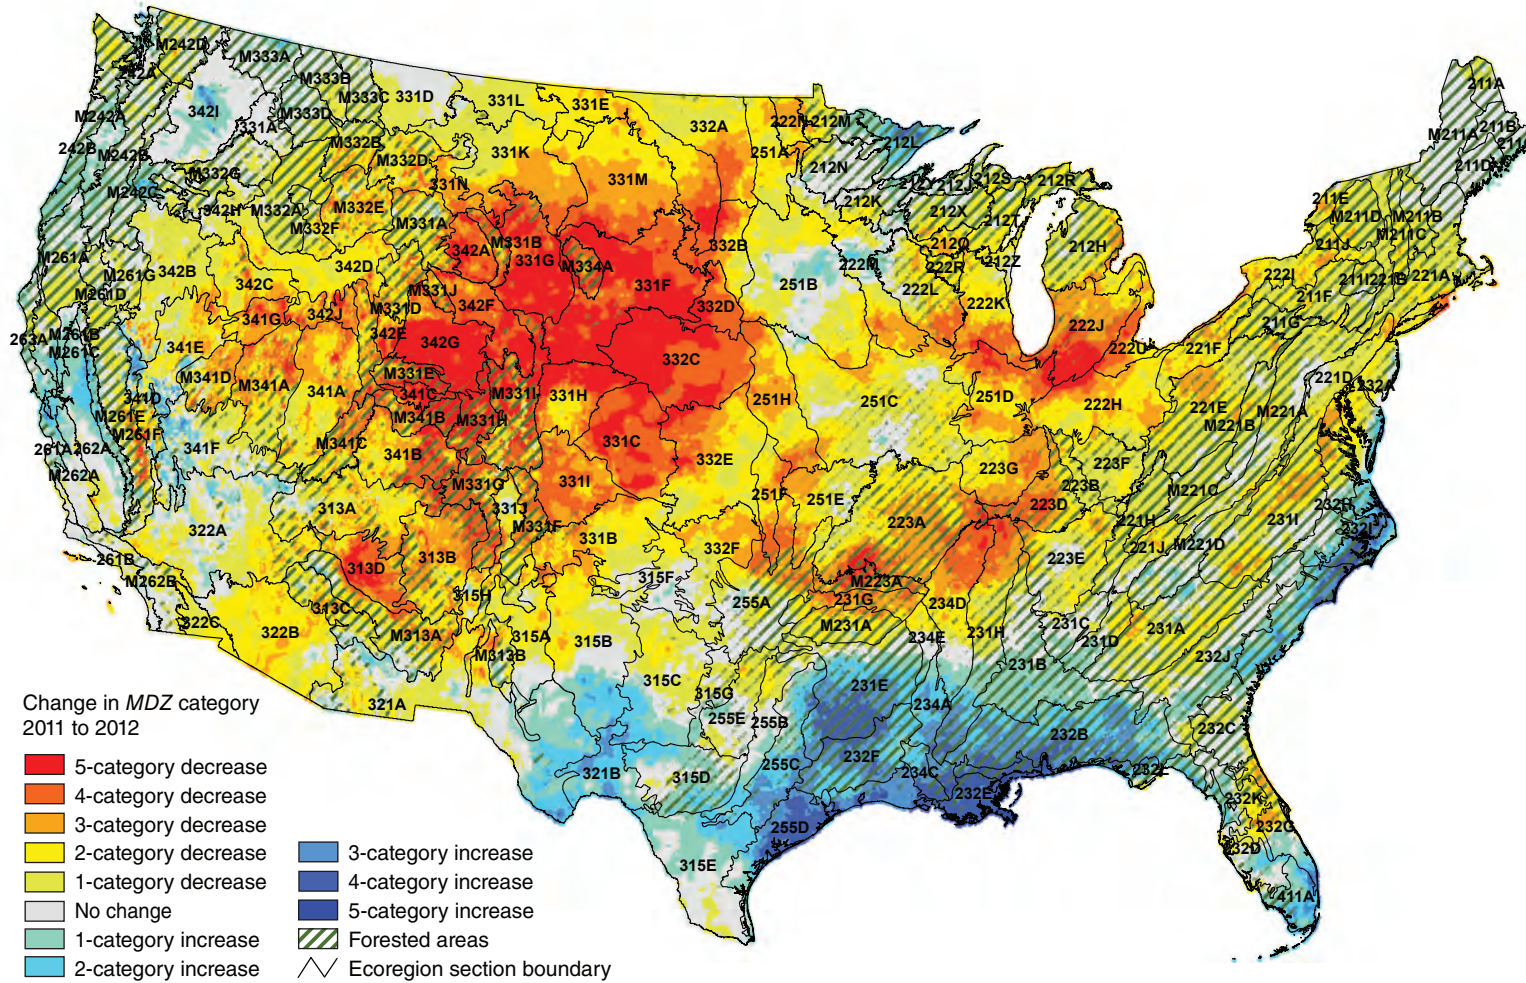 M242D
M333A
242A
M333B
M333C
331D
331L
331E
211A
342I
M242A
M333D
331A
332A
222N
212M
M211A
211B
242B
M242B
M332B
M332D
331K
251A
212L
212N
211D
M332G
M242C
331N
331M
212Y
212J
212S
212R
342H
M332A
M332E
M331A
212K
212X
212T
211E
M211D
M211B
M332F
M211C
342A
M331B
332B
212Q
212H
211J
M261A
M261G
342B
342D
331G
M334A
222M
222R
212Z
222I
211I
221B
221A
342C
M331J
331F
251B
222L
M261D
M331D
342F
332D
222K
211F
341G
342J
222J
211G
263A
M261B
M261C
342E
342G
341E
332C
222U
221F
M331E
M341D
M341A
341A
341C
M331I
331H
221D
232A
341D
251H
251C
251D
222H
M261E
M341B
M331H
221E
M221A
M221B
M261F
M341C
331C
261A
262A
341F
341B
332E
223G
223F
M262A
M331G
331I
223B
M221C
313A
331J
251F
251E
223D
232H
322A
M331F
223A
221H
231I
232I
331B
332F
221J
M221D
261B
313B
313D
223E
M262B
315F
M223A
315H
255A
231G
234D
313C
322C
322B
M313A
315A
315B
M231A
234E
231H
231C
231D
231A
M313B
231B
232J
315C
231E
321A
315G
234A
255E
255B
232C
232B
232F
255C
321B
315D
234C
232L
232E
232K
255D
232G
232D
315E
411A
Change in MDZ category
2011 to 2012
5-category decrease
4-category decrease
3-category decrease
2-category decrease
1-category decrease
No change
1-category increase
2-category increase
3-category increase
4-category increase
5-category increase
Forested areas
Ecoregion section boundary